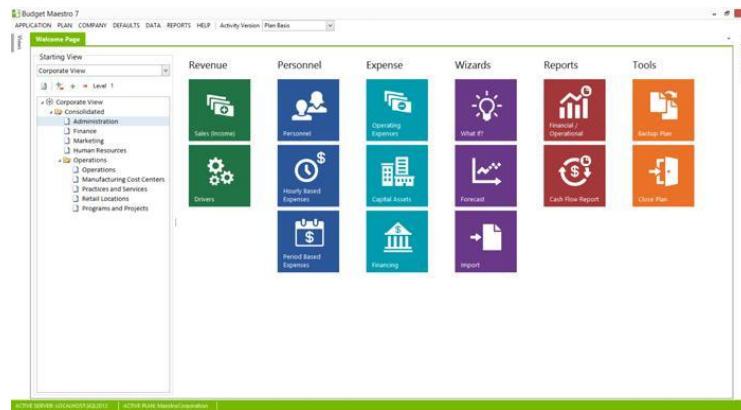 Budget Maestro 7
APPLICATION PLAN COMPANY DEFAULTS DATA REPORTS HELP Activity Version Plan Basis
Views
Welcome Page
Starting View
Corporate View
Level 1
Corporate View
Consolidated
Administration
Finance
Marketing
Human Resources
Operations
Operations
Manufacturing Cost Centers
Practices and Services
Retail Locations
Programs and Projects
Revenue
Sales (Income)
Drivers
Personnel
Personnel
$
Hourly Based
Expenses
$
Period Based
Expenses
Expense
Operating
Expenses
Capital Assets
$
Financing
Wizards
What If?
Forecast
Import
Reports
Financial /
Operational
$
Cash Flow Report
Tools
Backup Plan
Close Plan
ACTIVE SERVER: LOCALHOST\SQL2012 ACTIVE PLAN: MaestroCorporation